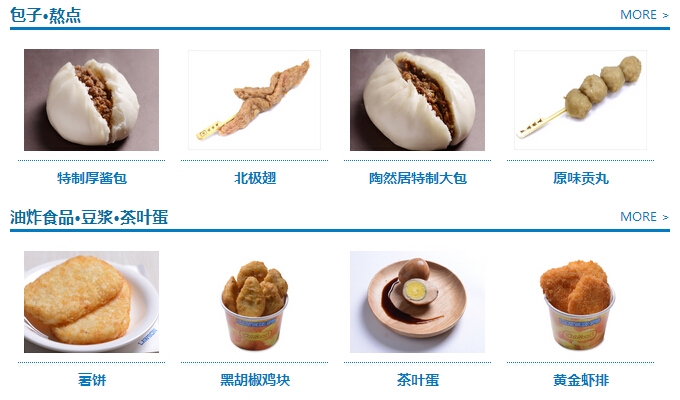 包子•熬点
MORE >
特制厚酱包
北极翅
陶然居特制大包
原味贡丸
油炸食品•豆浆•茶叶蛋
MORE >
薯饼
黑胡椒鸡块
茶叶蛋
黄金虾排